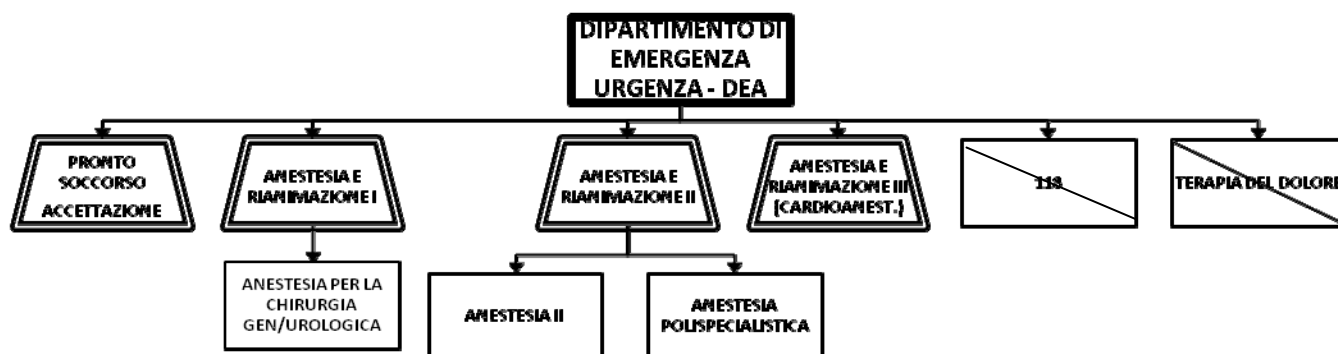 DIPARTIMENTO DI
EMERGENZA
URGENZA - DEA
PRONTO
SOCCORSO
ACCETTAZIONE
ANESTESIA E
RIANIMAZIONE I
ANESTESIA E
RIANIMAZIONE II
ANESTESIA E
RIANIMAZIONE III
(CARDIOANEST.)
118
TERAPIA DEL DOLORE
ANESTESIA PER LA
CHIRURGIA
GEN/UROLOGICA
ANESTESIA II
ANESTESIA
POLISPECIALISTICA